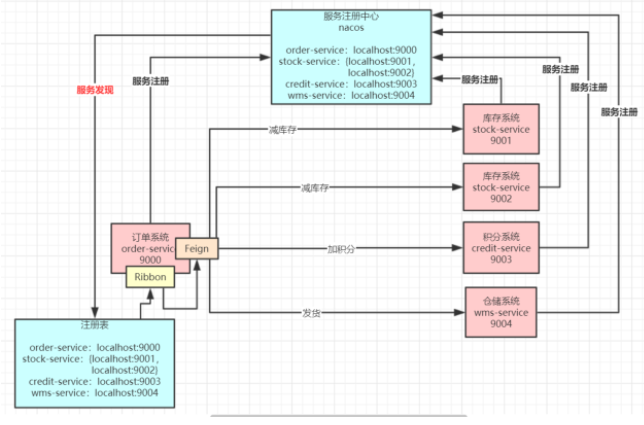 服务注册中心
nacos
order-service：localhost:9000
stock-service：{localhost:9001,
localhost:9002}
credit-service：localhost:9003
wms-service：localhost:9004
服务注册
服务发现
服务注册
服务注册
服务注册
服务注册
减库存
库存系统
stock-service
9001
减库存
库存系统
stock-service
9002
订单系统
order-servic
9000
Feign
Ribbon
加积分
积分系统
credit-service
9003
发货
仓储系统
wms-service
9004
注册表
order-service：localhost:9000
stock-service：{localhost:9001,
localhost:9002}
credit-service：localhost:9003
wms-service：localhost:9004